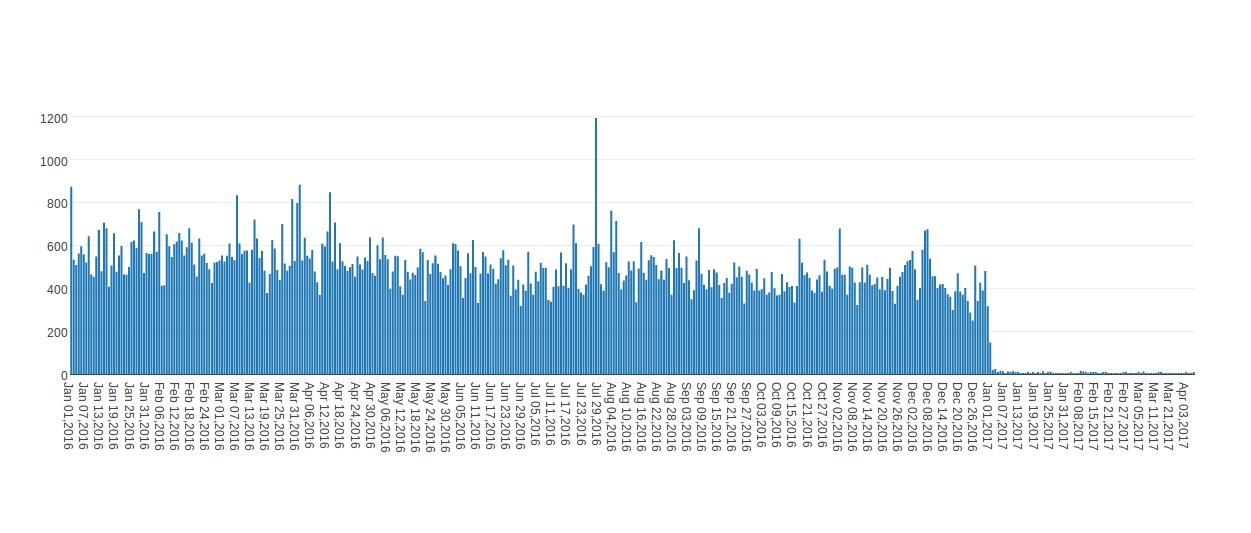 1200
1000
800
600
400
200
0
Jan 01,2016
Jan 07,2016
Jan 13,2016
Jan 19,2016
Jan 25,2016
Jan 31,2016
Feb 06,2016
Feb 12,2016
Feb 18,2016
Feb 24,2016
Mar 01,2016
Mar 07,2016
Mar 13,2016
Mar 19,2016
Mar 25,2016
Mar 31,2016
Apr 06,2016
Apr 12,2016
Apr 18,2016
Apr 24,2016
Apr 30,2016
May 06,2016
May 12,2016
May 18,2016
May 24,2016
May 30,2016
Jun 05,2016
Jun 11,2016
Jun 17,2016
Jun 23,2016
Jun 29,2016
Jul 05,2016
Jul 11,2016
Jul 17,2016
Jul 23,2016
Jul 29,2016
Aug 04,2016
Aug 10,2016
Aug 16,2016
Aug 22,2016
Aug 28,2016
Sep 03,2016
Sep 09,2016
Sep 15,2016
Sep 21,2016
Sep 27,2016
Oct 03,2016
Oct 09,2016
Oct 15,2016
Oct 21,2016
Oct 27,2016
Nov 02,2016
Nov 08,2016
Nov 14,2016
Nov 20,2016
Nov 26,2016
Dec 02,2016
Dec 08,2016
Dec 14,2016
Dec 20,2016
Dec 26,2016
Jan 01,2017
Jan 07,2017
Jan 13,2017
Jan 19,2017
Jan 25,2017
Jan 31,2017
Feb 08,2017
Feb 15,2017
Feb 21,2017
Feb 27,2017
Mar 05,2017
Mar 11,2017
Mar 21,2017
Apr 03,2017